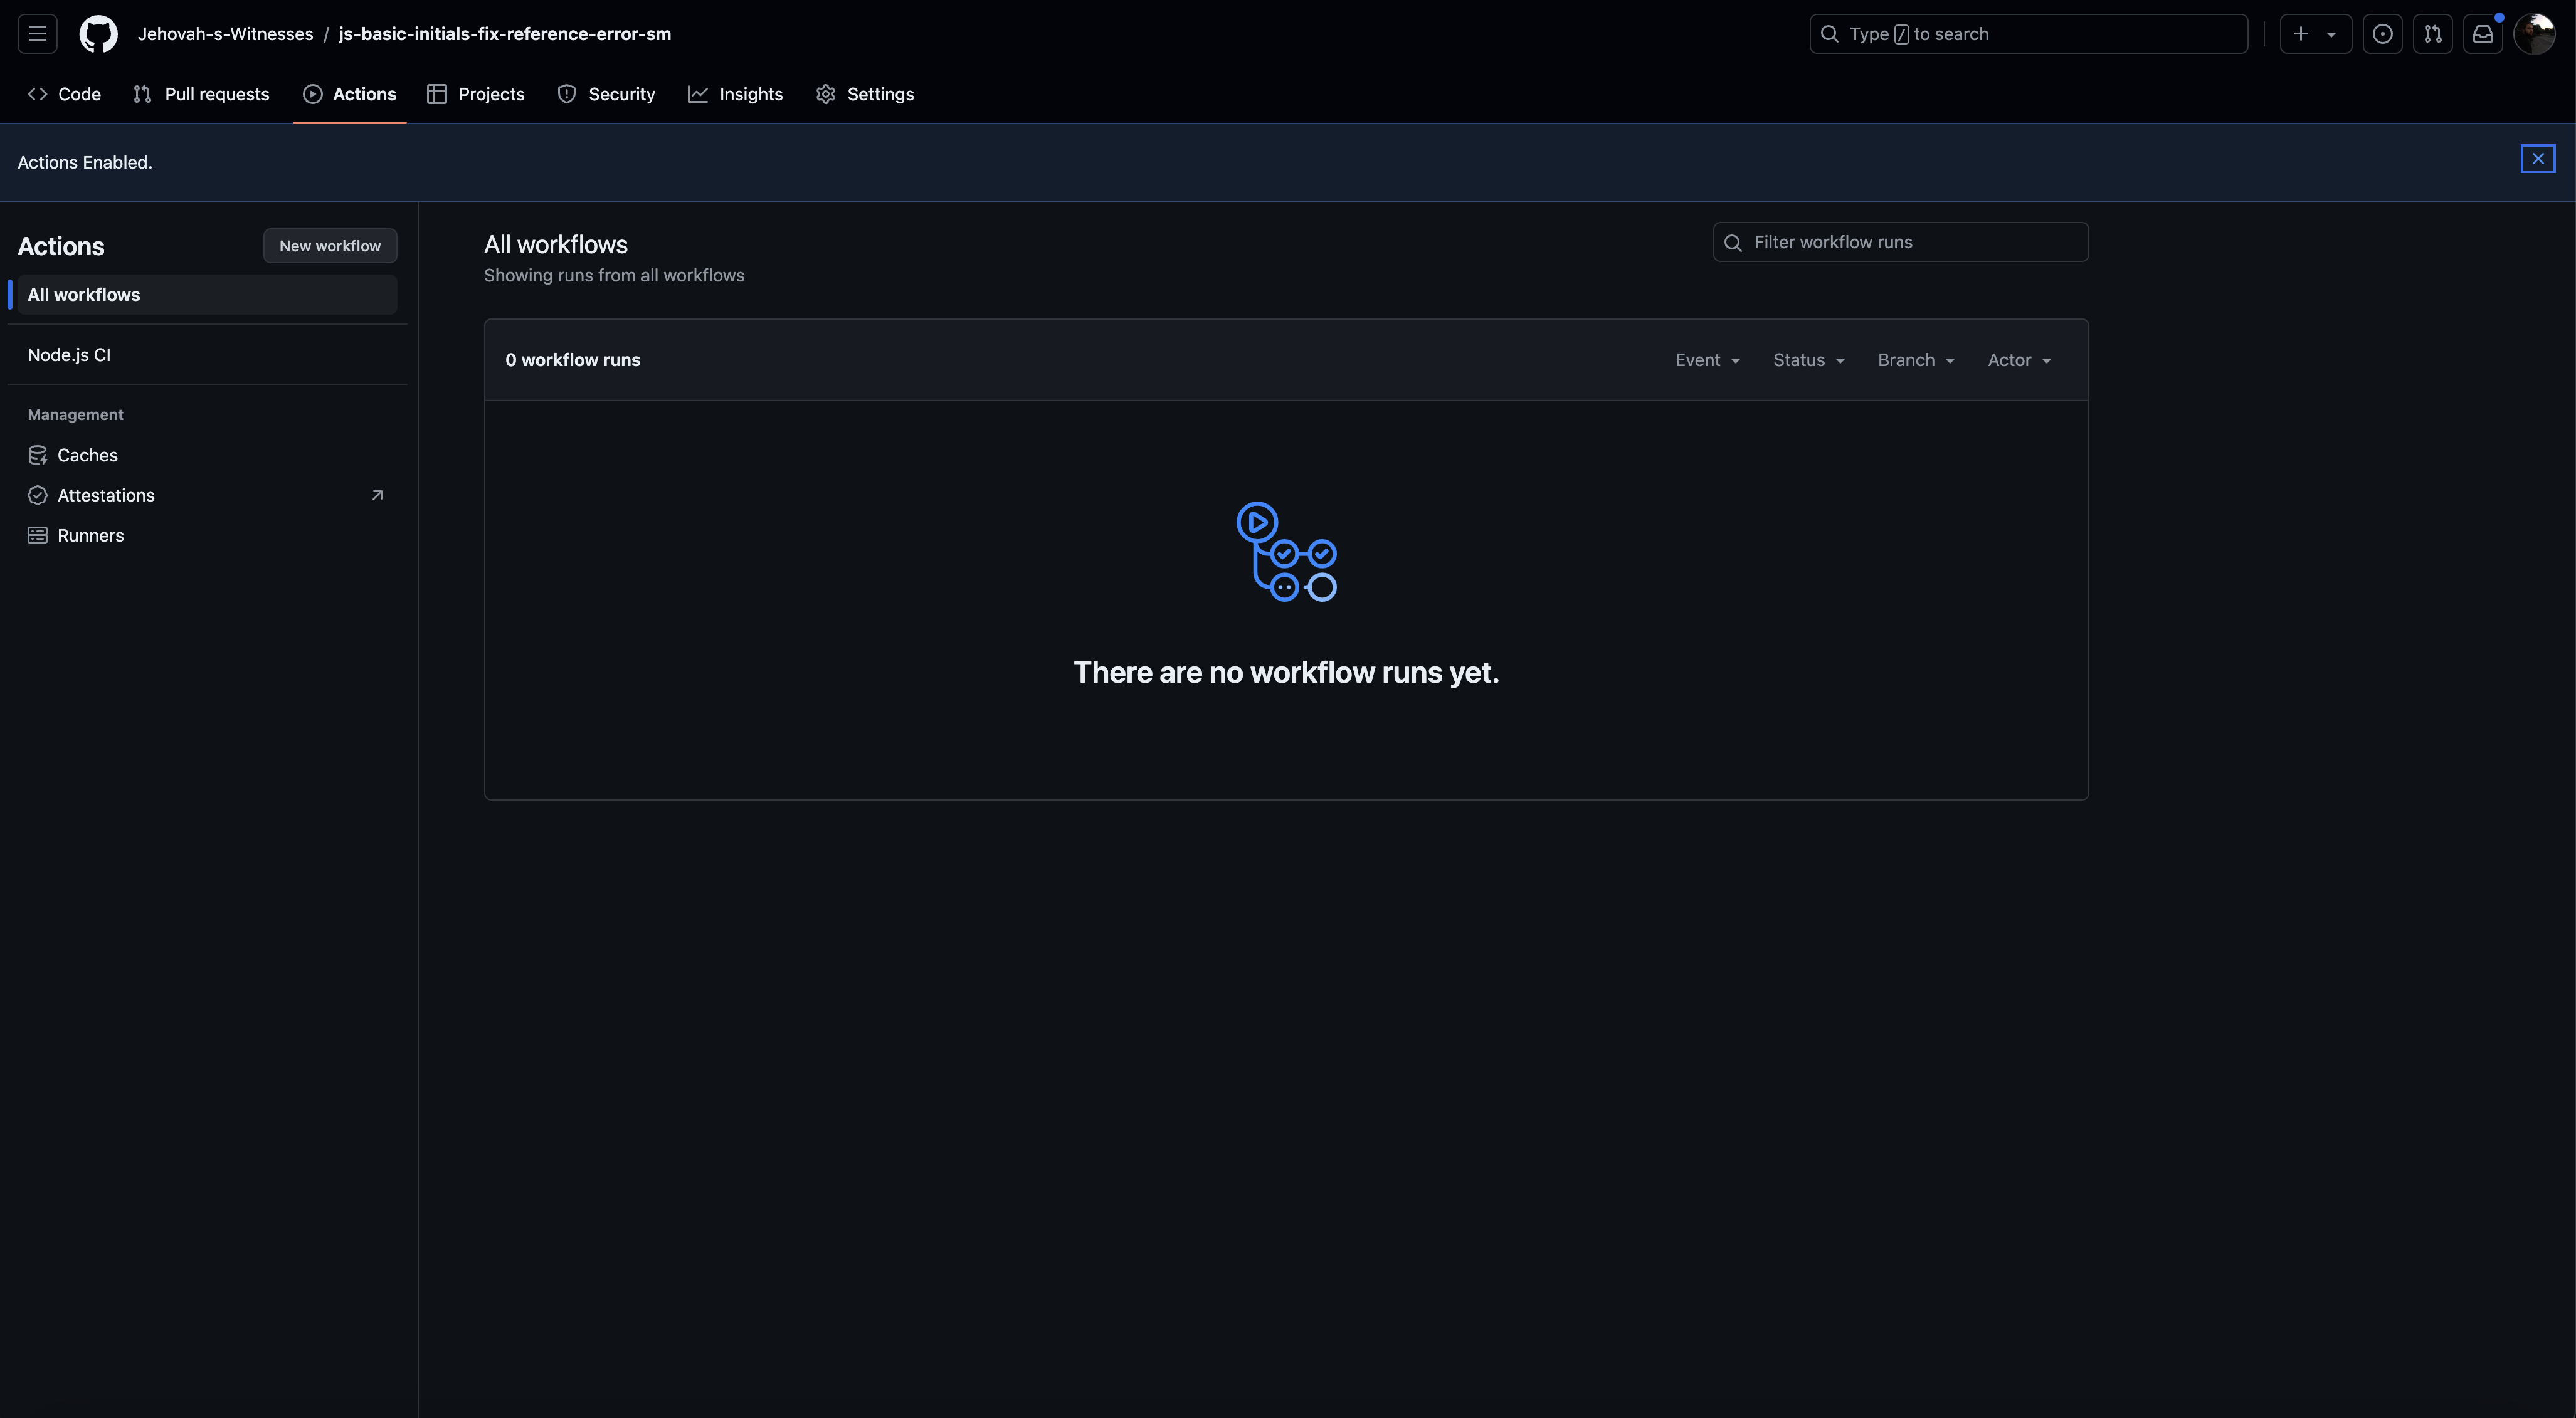 Jehovah-s-Witnesses / js-basic-initials-fix-reference-error-sm
Type / to search
Code
Pull requests
Actions
Projects
Security
Insights
Settings
Actions Enabled.
Actions
New workflow
All workflows
Node.js CI
Management
Caches
Attestations
Runners
All workflows
Showing runs from all workflows
Filter workflow runs
0 workflow runs
Event
Status
Branch
Actor
There are no workflow runs yet.